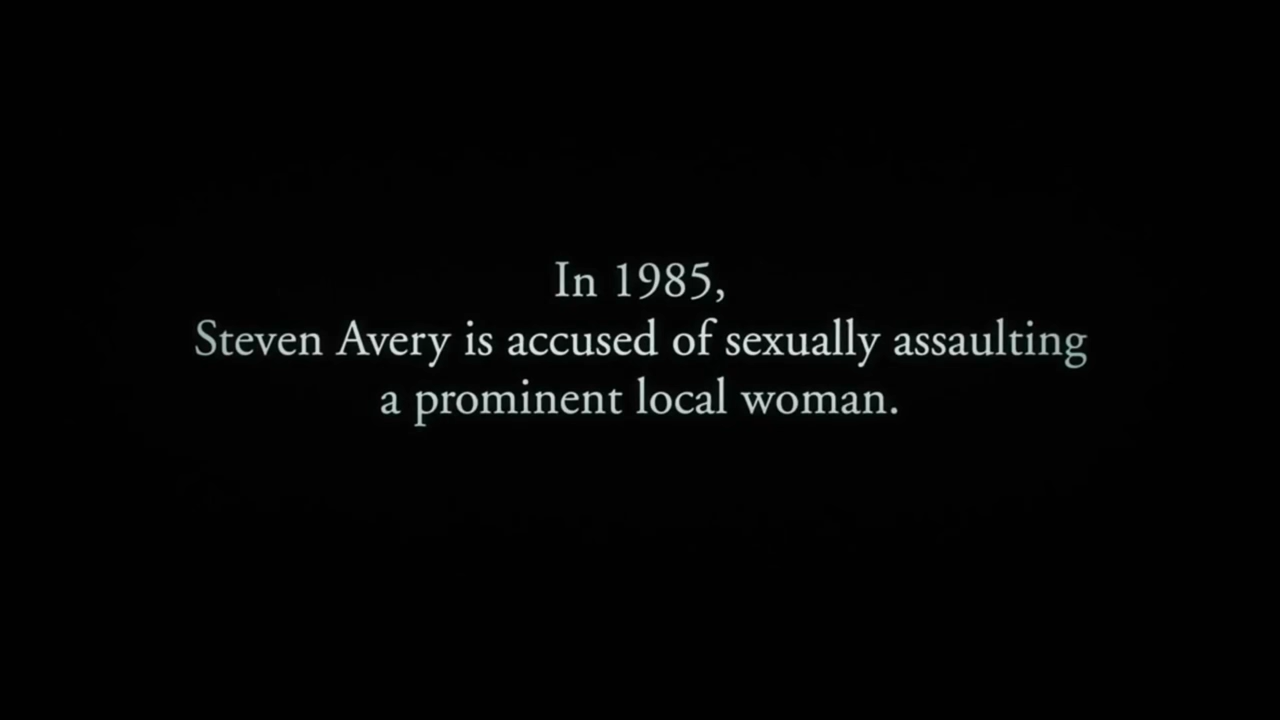 In 1985,
Steven Avery is accused of sexually assaulting
a prominent local woman.